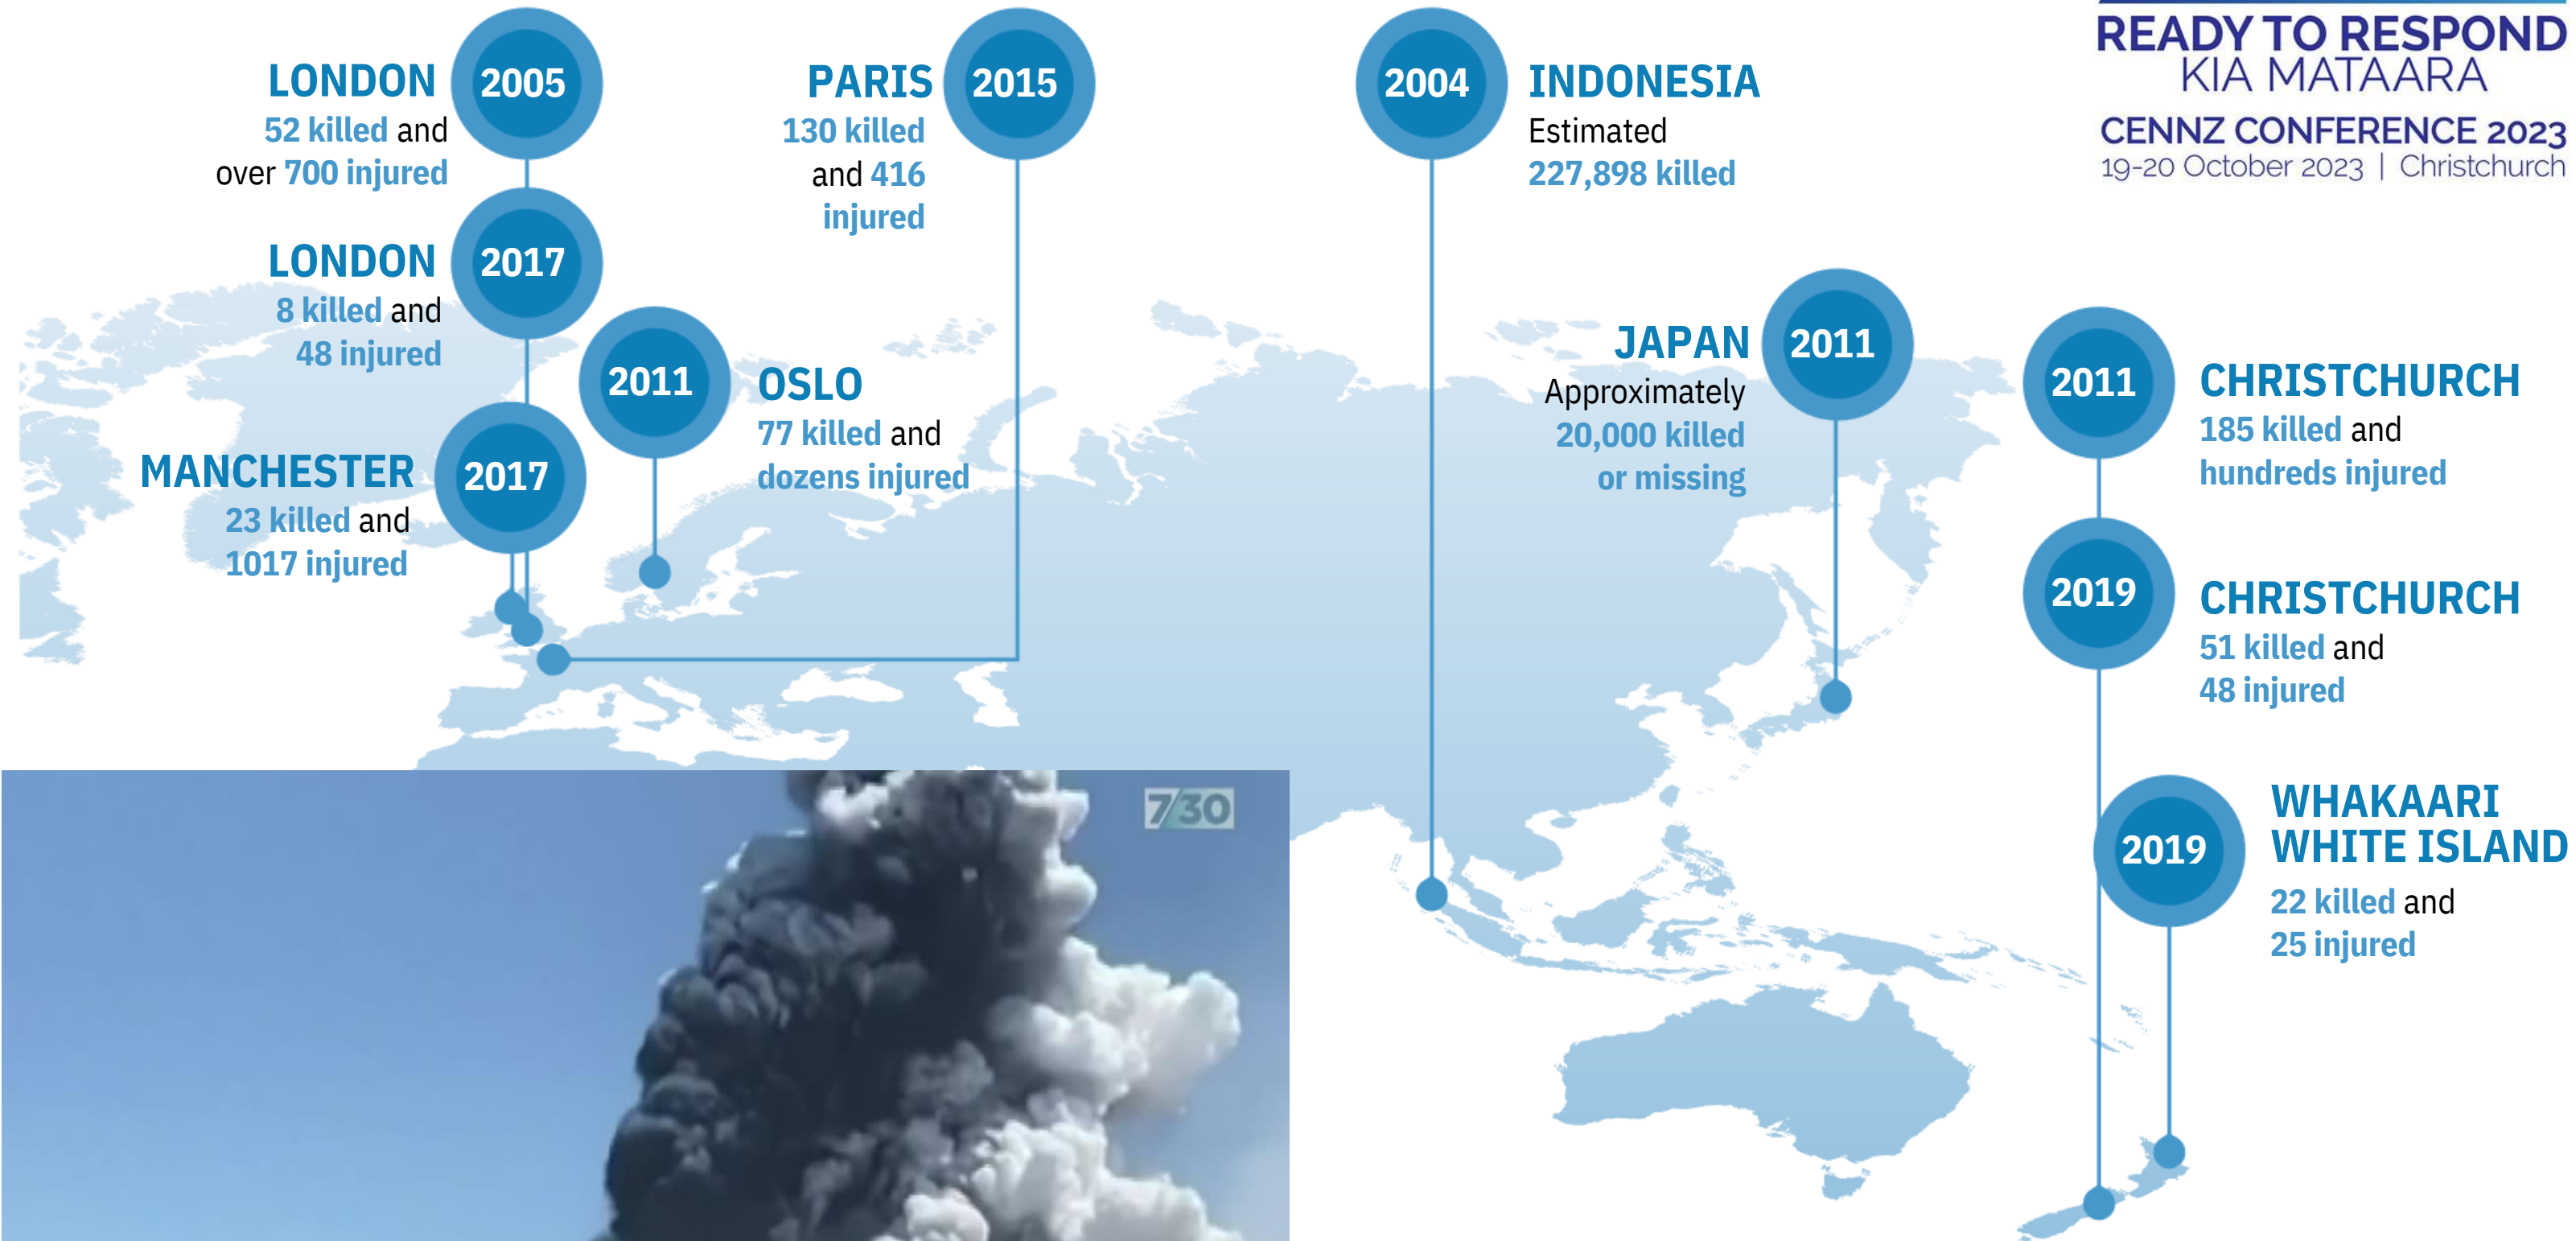 READY TO RESPOND
KIA MATAARA
CENNZ CONFERENCE 2023
19-20 October 2023 | Christchurch
LONDON
2005
52 killed and
over 700 injured
PARIS
2015
130 killed
and 416
injured
2004
INDONESIA
Estimated
227,898 killed
LONDON
2017
8 killed and
48 injured
2011
OSLO
77 killed and
dozens injured
JAPAN
2011
Approximately
20,000 killed
or missing
2011
CHRISTCHURCH
185 killed and
hundreds injured
MANCHESTER
2017
23 killed and
1017 injured
2019
CHRISTCHURCH
51 killed and
48 injured
2019
WHAKAARI
WHITE ISLAND
22 killed and
25 injured
7/30